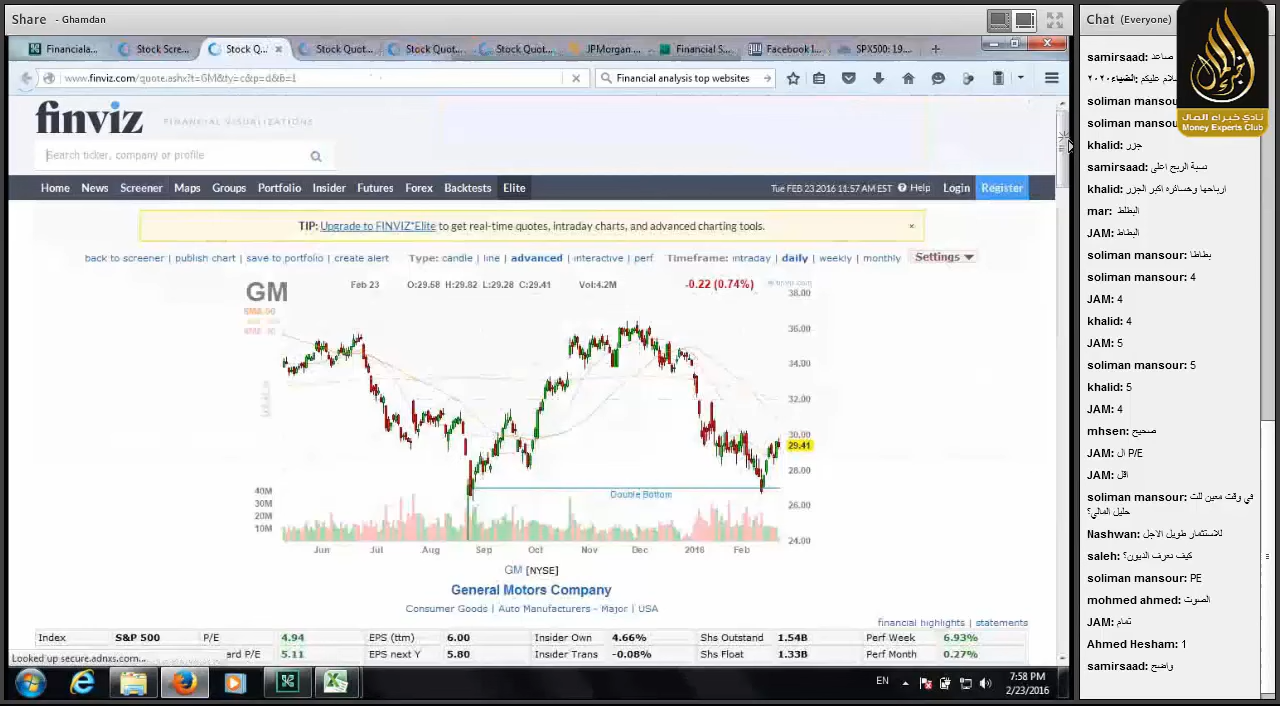 Share - Ghamdan
Financiala...
Stock Scre...
Stock Q...
Stock Quot...
Stock Quot...
JPMorgan ...
Financial S...
Facebook I...
SPX500: 19...
www.finviz.com/quote.ashx?t=GM&ty=c&p=d&b=1
Financial analysis top websites
finviz FINANCIAL VISUALIZATIONS
Search ticker, company or profile
Home News Screener Maps Groups Portfolio Insider Futures Forex Backtests Elite
Tue FEB 23 2016 11:57 AM EST Help Login Register
TIP: Upgrade to FINVIZ*Elite to get real-time quotes, intraday charts, and advanced charting tools. ×
back to screener | publish chart | save to portfolio | create alert Type: candle | line | advanced | interactive | perf Timeframe: intraday | daily | weekly | monthly Settings
GM Feb 23 O:29.58 H:29.82 L:29.28 C:29.41 Vol:4.2M -0.22 (0.74%)
38.00
36.00
34.00
32.00
30.00
29.41
28.00
26.00
24.00
Double Bottom
40M
30M
20M
10M
Jun Jul Aug Sep Oct Nov Dec 2016 Feb
GM [NYSE]
General Motors Company
Consumer Goods | Auto Manufacturers - Major | USA
financial highlights | statements
Index S&P 500 P/E 4.94 EPS (ttm) 6.00 Insider Own 4.66% Shs Outstand 1.54B Perf Week 6.93%
ard P/E 5.11 EPS next Y 5.80 Insider Trans -0.08% Shs Float 1.33B Perf Month 0.27%
Looked up secure.adnxs.com...
EN
7:58 PM
2/23/2016
Chat (Everyone)
خبراء المال
نادي خبراء المال
Money Experts Club
samirsaad: صاعد
الضياء٢٠٢٠: لام عليكم
soliman mansour
soliman mansour
khalid: جزر
samirsaad: نسبة الربح اعلى
khalid: ارباحها وخسائره اكبر الجزر
mar: البطلط
JAM: البطاط
soliman mansour: بطاطا
soliman mansour: 4
JAM: 4
khalid: 4
JAM: 5
soliman mansour: 5
khalid: 5
JAM: 4
mhsen: صحيح
JAM: ال P/E
JAM: اقل
soliman mansour: في وقت معين للت
حليل المالي؟
Nashwan: للاستثمار طويل الاجل
saleh: كيف نعرف الديون؟
soliman mansour: PE
mohmed ahmed: الصوت
JAM: تمام
Ahmed Hesham: 1
samirsaad: واضح